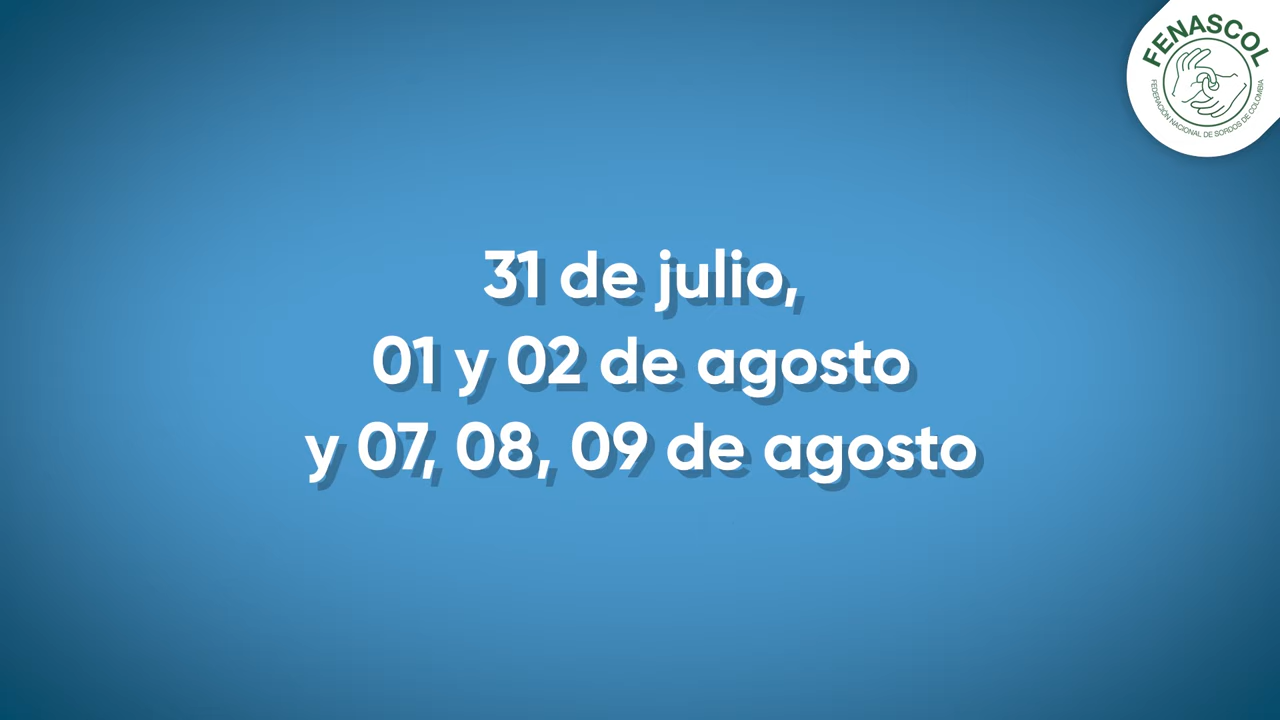 FENASCOL
FEDERACIÓN NACIONAL DE SORDOS DE COLOMBIA
31 de julio,
01 y 02 de agosto
y 07, 08, 09 de agosto